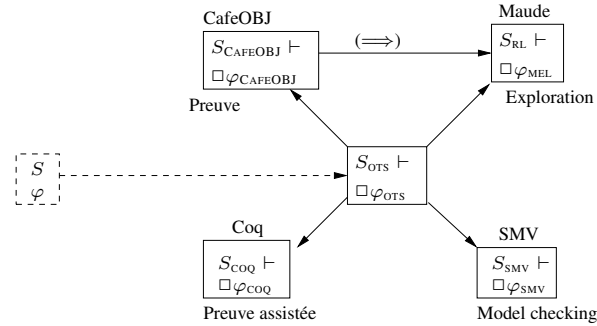 CafeOBJ
Maude
S_CAFEOBJ ⊢
□φ_CAFEOBJ
(⟹)
S_RL ⊢
□φ_MEL
Preuve
Exploration
S
φ
S_OTS ⊢
□φ_OTS
Coq
SMV
S_COQ ⊢
□φ_COQ
S_SMV ⊢
□φ_SMV
Preuve assistée
Model checking